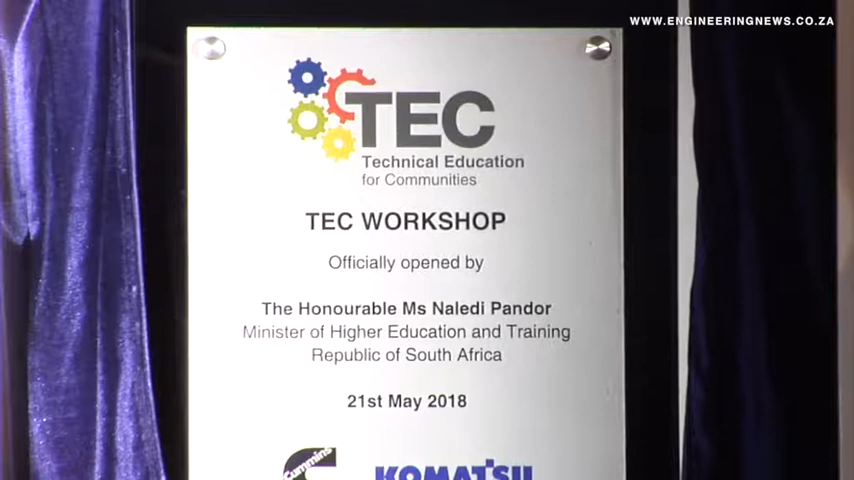 WWW.ENGINEERINGNEWS.CO.ZA
TEC
Technical Education
for Communities
TEC WORKSHOP
Officially opened by
The Honourable Ms Naledi Pandor
Minister of Higher Education and Training
Republic of South Africa
21st May 2018
Cummins KOMATSU